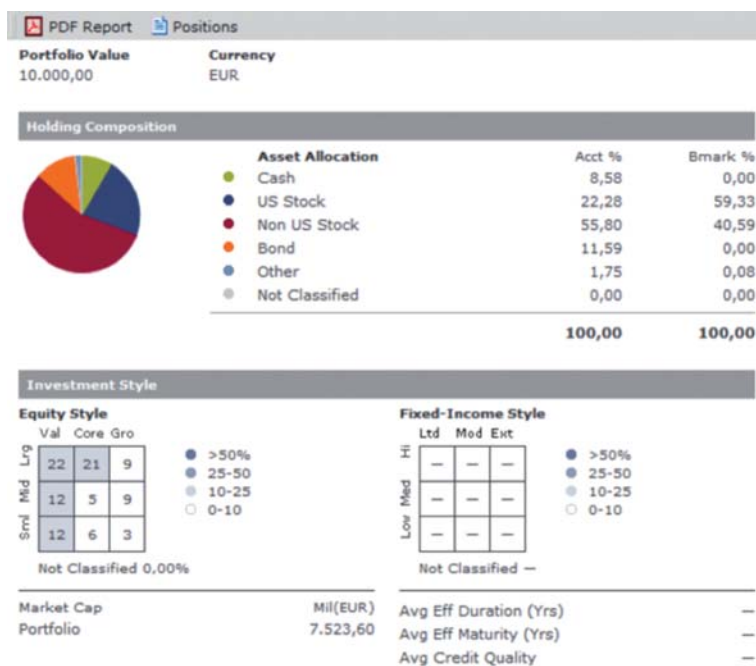 PDF Report Positions
Portfolio Value Currency
10.000,00 EUR
Holding Composition
Asset Allocation Acct % Bmark %
Cash 8,58 0,00
US Stock 22,28 59,33
Non US Stock 55,80 40,59
Bond 11,59 0,00
Other 1,75 0,08
Not Classified 0,00 0,00
100,00 100,00
Investment Style
Equity Style
Val Core Gro
Lrg 22 21 9
Mid 12 5 9
Sml 12 6 3
>50%
25-50
10-25
0-10
Not Classified 0,00%
Market Cap Mil(EUR)
Portfolio 7.523,60
Fixed-Income Style
Ltd Mod Ext
Hi — — —
Med — — —
Low — — —
>50%
25-50
10-25
0-10
Not Classified —
Avg Eff Duration (Yrs) —
Avg Eff Maturity (Yrs) —
Avg Credit Quality —